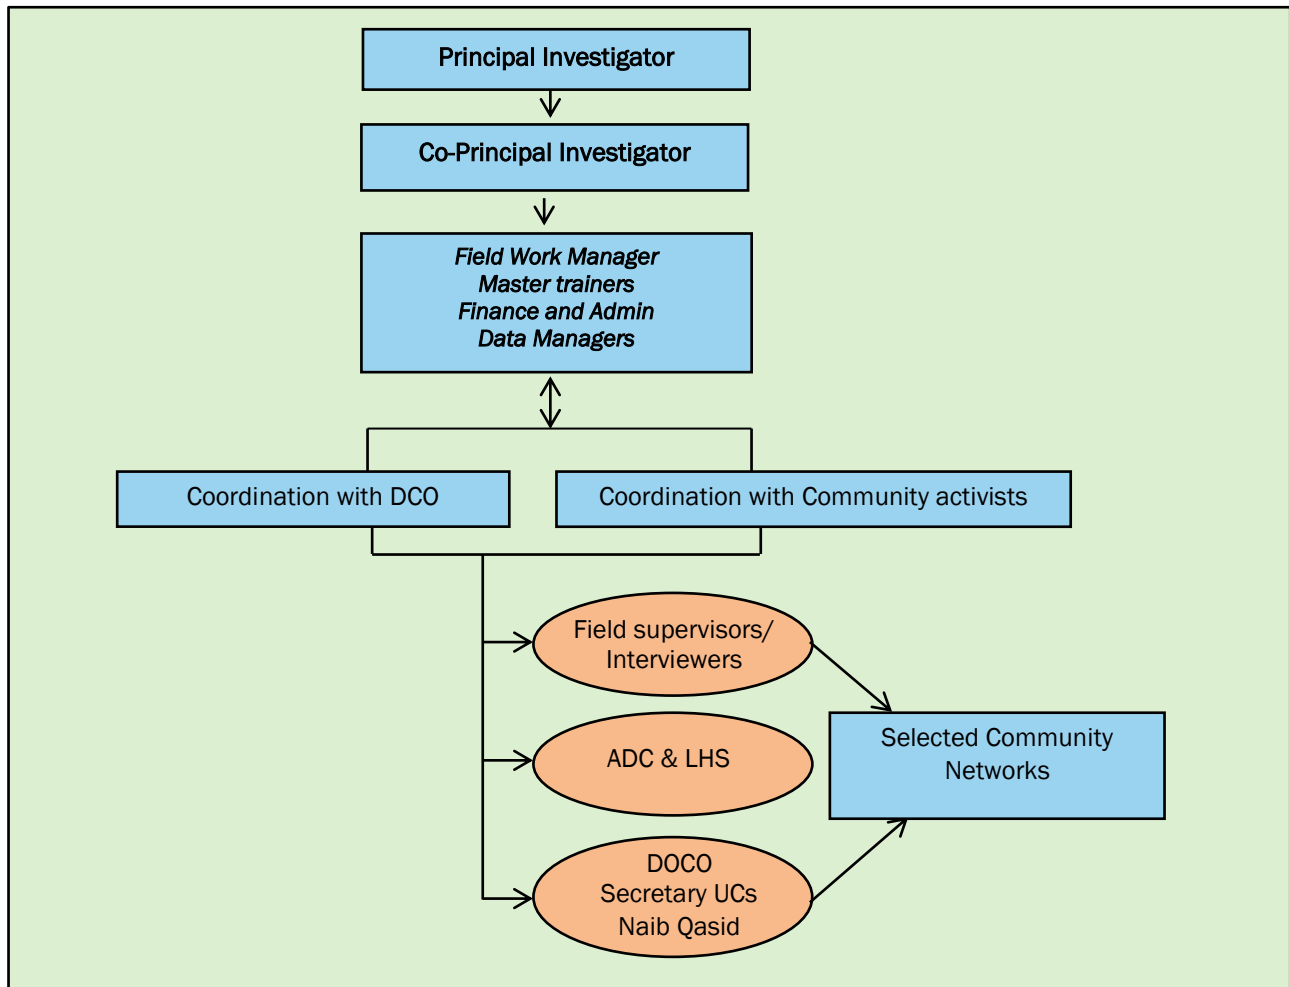 Principal Investigator
Co-Principal Investigator
Field Work Manager
Master trainers
Finance and Admin
Data Managers
Coordination with DCO
Coordination with Community activists
Field supervisors/
Interviewers
ADC & LHS
Selected Community
Networks
DOCO
Secretary UCs
Naib Qasid